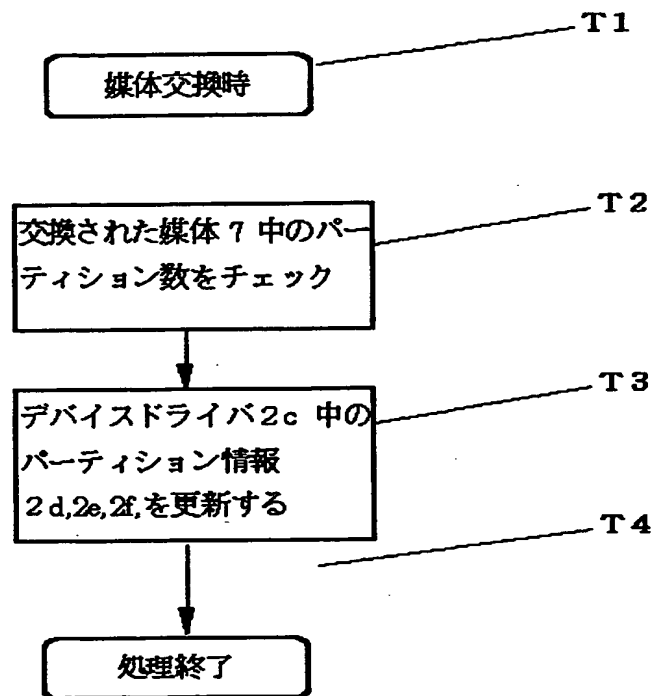 T1
媒体交換時
T2
交換された媒体7 中のパー
ティション数をチェック
T3
デバイスドライバ2c 中の
パーティション情報
2d,2e,2f,を更新する
T4
処理終了